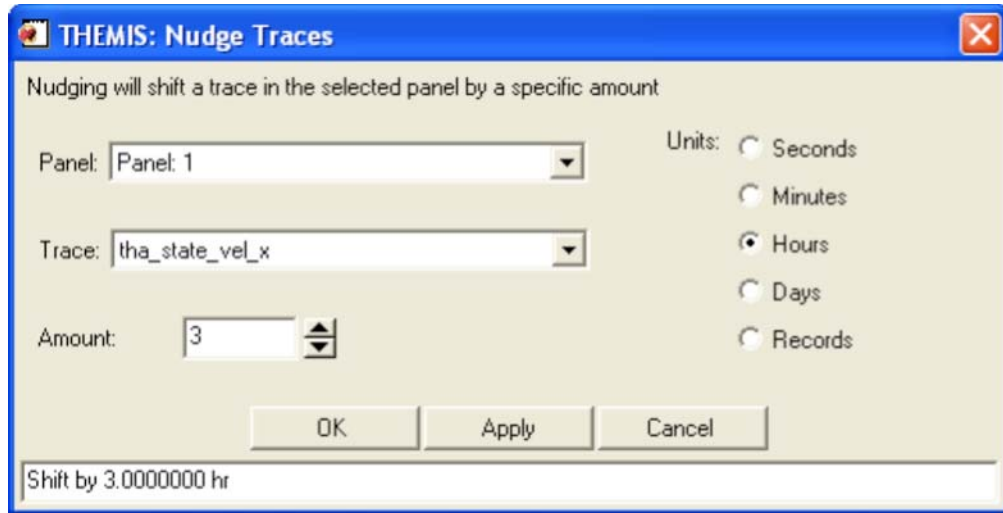 THEMIS: Nudge Traces
Nudging will shift a trace in the selected panel by a specific amount
Panel: Panel: 1
Trace: tha_state_vel_x
Amount: 3
Units: Seconds
Minutes
Hours
Days
Records
OK Apply Cancel
Shift by 3.0000000 hr